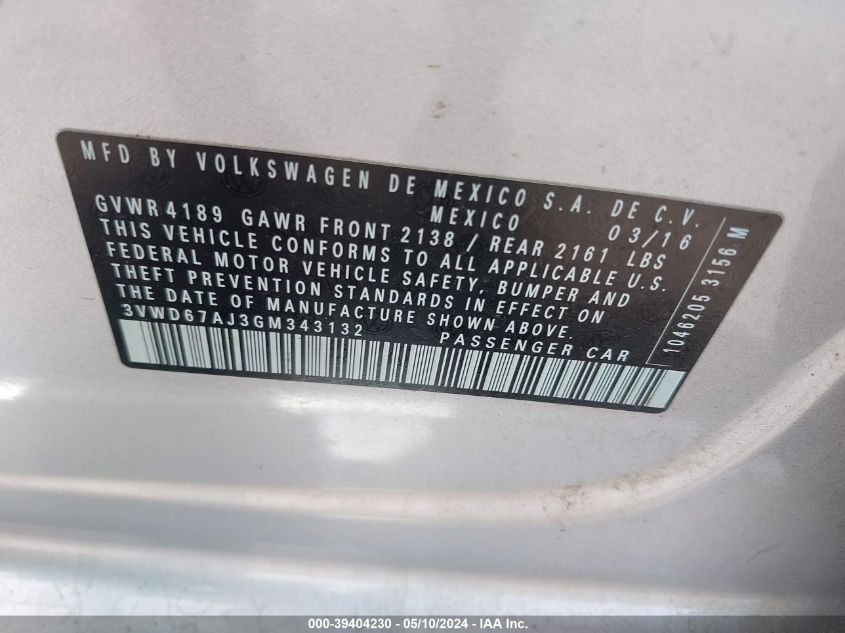 MFD BY VOLKSWAGEN DE MEXICO S.A. DE C.V.
MEXICO 03/16
GVWR 4189 GAWR FRONT 2138 / REAR 2161 LBS
THIS VEHICLE CONFORMS TO ALL APPLICABLE U.S.
FEDERAL MOTOR VEHICLE SAFETY, BUMPER AND
THEFT PREVENTION STANDARDS IN EFFECT ON
THE DATE OF MANUFACTURE SHOWN ABOVE.
3VWD67AJ3GM343132 PASSENGER CAR
1046205 3156 M
000-39404230 - 05/10/2024 - IAA Inc.